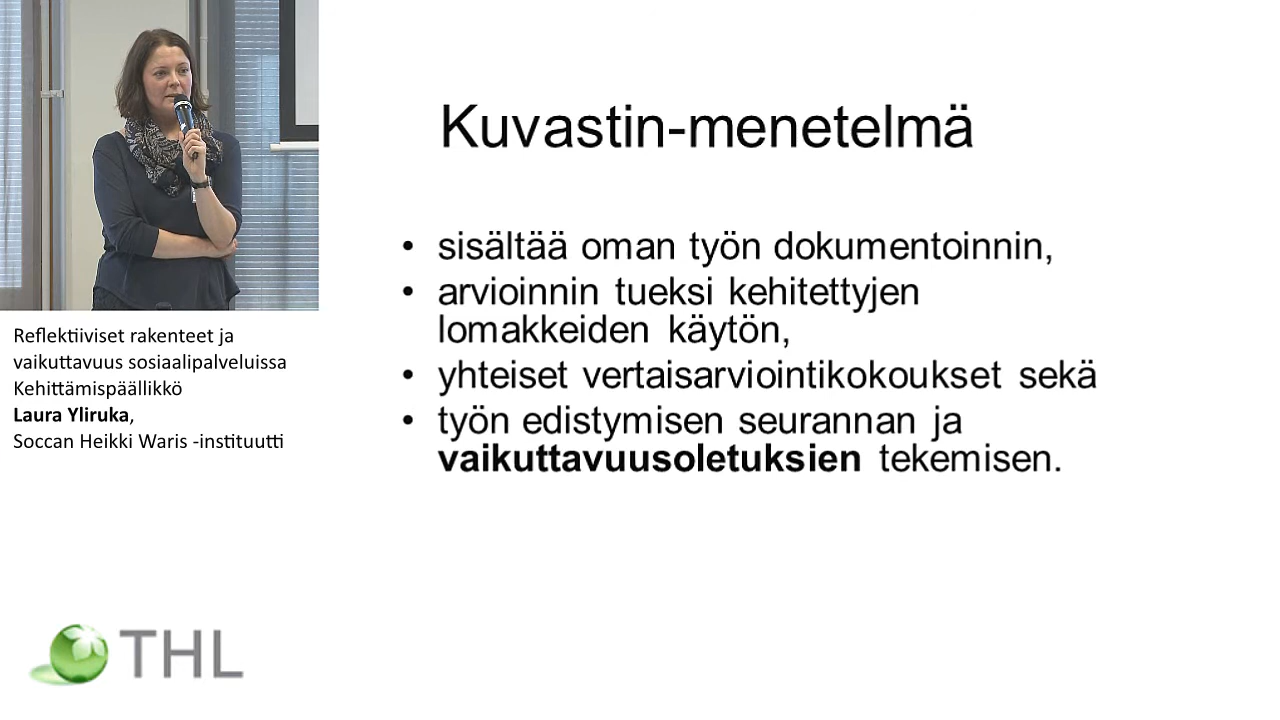 Kuvastin-menetelmä
• sisältää oman työn dokumentoinnin,
• arvioinnin tueksi kehitettyjen
lomakkeiden käytön,
• yhteiset vertaisarviointikokoukset sekä
• työn edistymisen seurannan ja
vaikuttavuusoletuksien tekemisen.
Reflektiiviset rakenteet ja
vaikuttavuus sosiaalipalveluissa
Kehittämispäällikkö
Laura Yliruka,
Soccan Heikki Waris -instituutti
THL